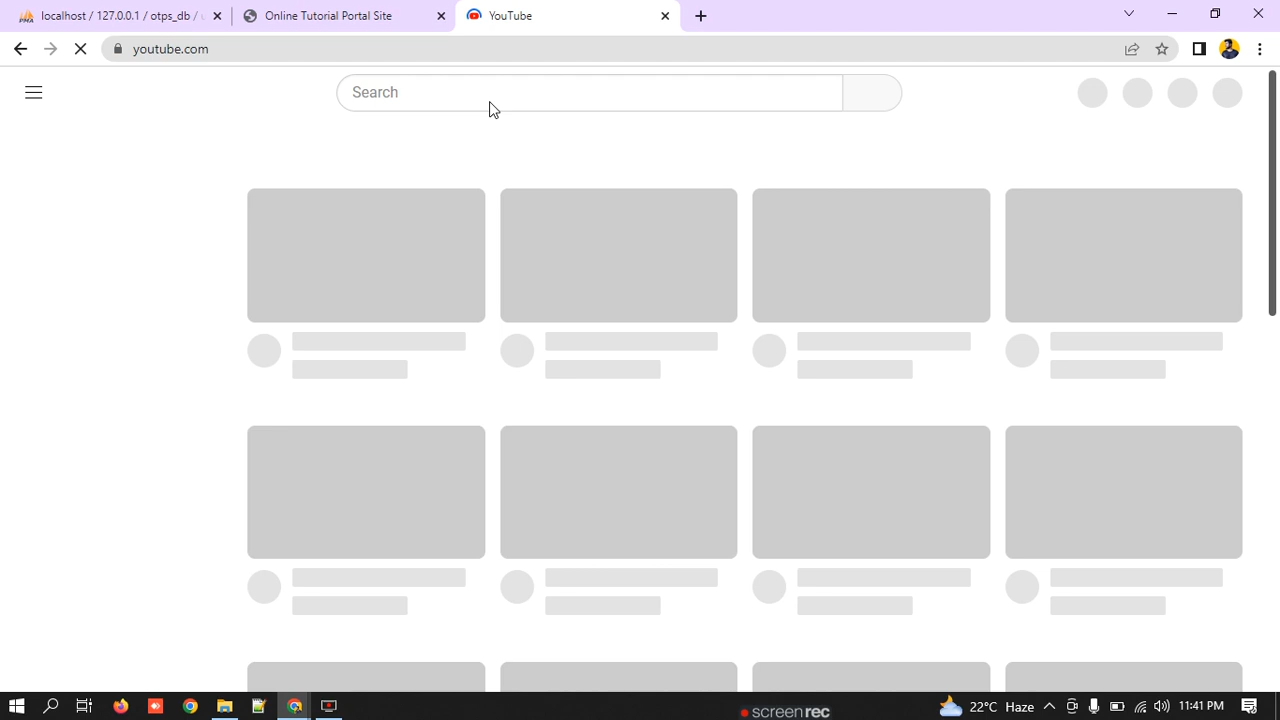 localhost / 127.0.0.1 / otps_db / u
Online Tutorial Portal Site
YouTube
youtube.com
Search
22°C Haze
11:41 PM
screenrec